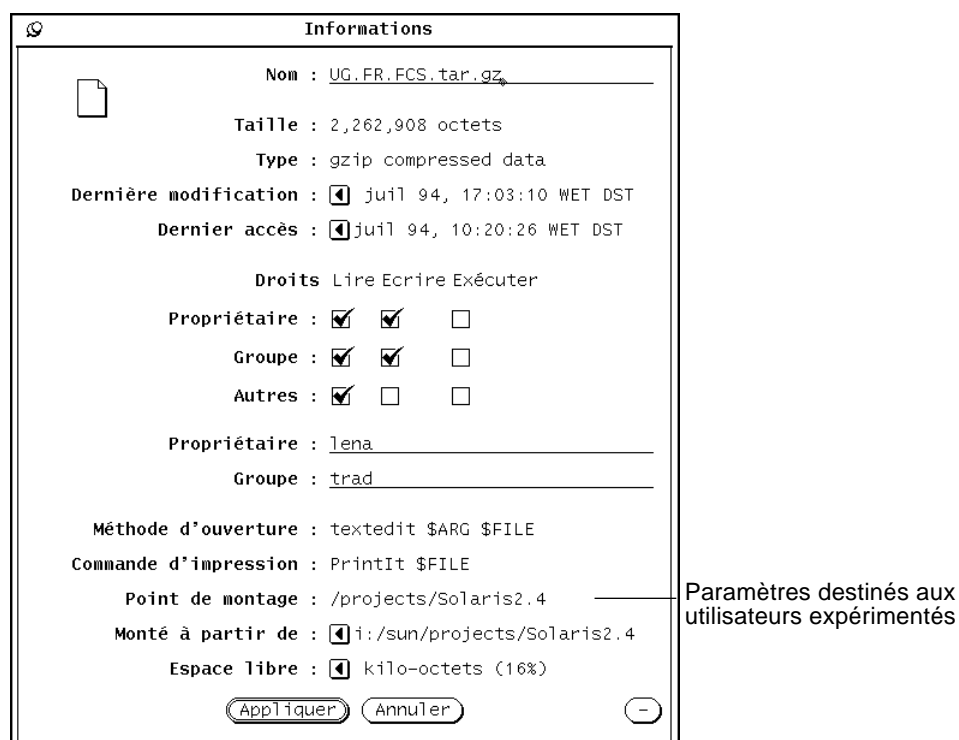 Informations
Nom : UG.FR.FCS.tar.gz
Taille : 2,262,908 octets
Type : gzip compressed data
Dernière modification : juil 94, 17:03:10 WET DST
Dernier accès : juil 94, 10:20:26 WET DST
Droits Lire Ecrire Exécuter
Propriétaire :
Groupe :
Autres :
Propriétaire : lena
Groupe : trad
Méthode d'ouverture : textedit $ARG $FILE
Commande d'impression : PrintIt $FILE
Point de montage : /projects/Solaris2.4
Paramètres destinés aux
utilisateurs expérimentés
Monté à partir de : i:/sun/projects/Solaris2.4
Espace libre : kilo-octets (16%)
Appliquer Annuler -